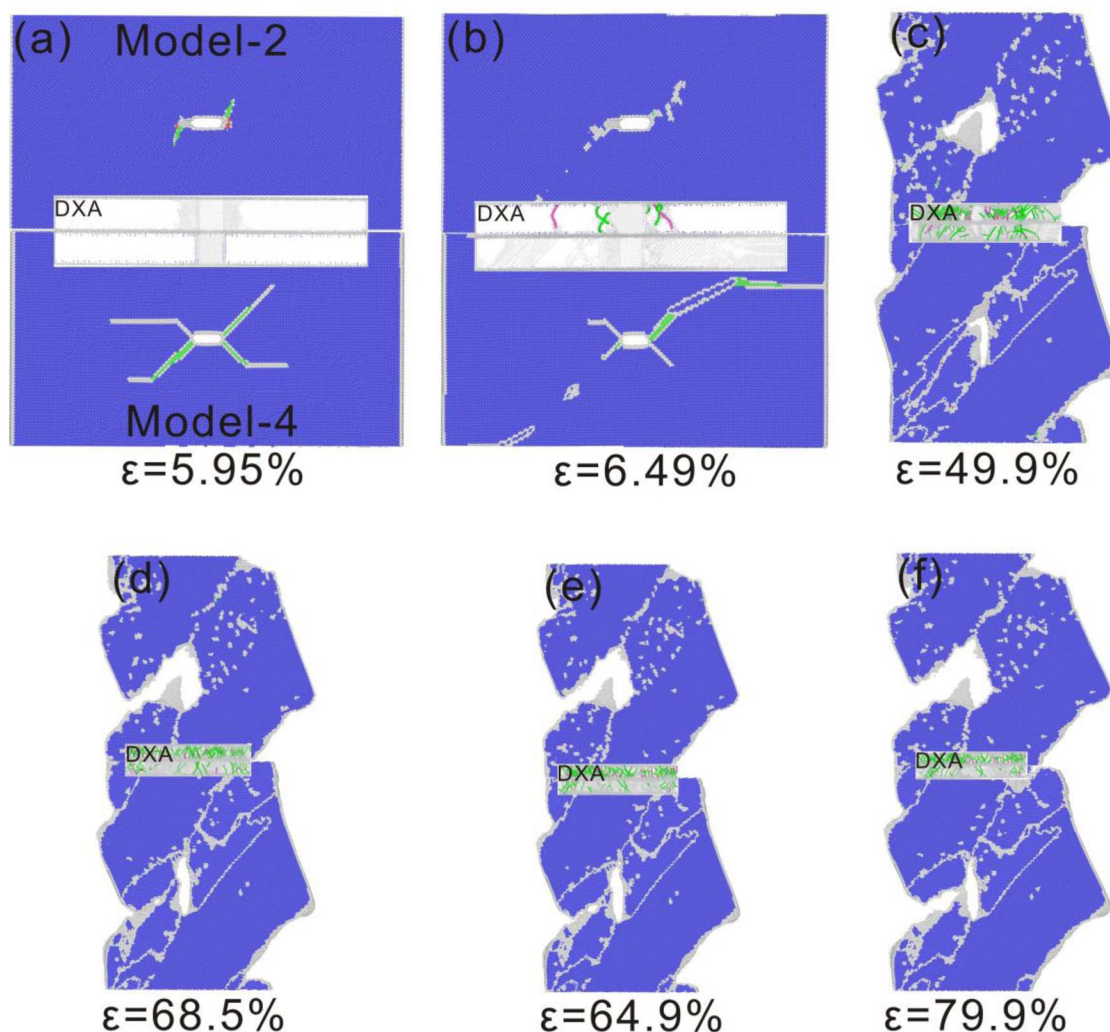 (a) Model-2
DXA
Model-4
ε=5.95%
(b)
DXA
ε=6.49%
(c)
DXA
ε=49.9%
(d)
DXA
ε=68.5%
(e)
DXA
ε=64.9%
(f)
DXA
ε=79.9%